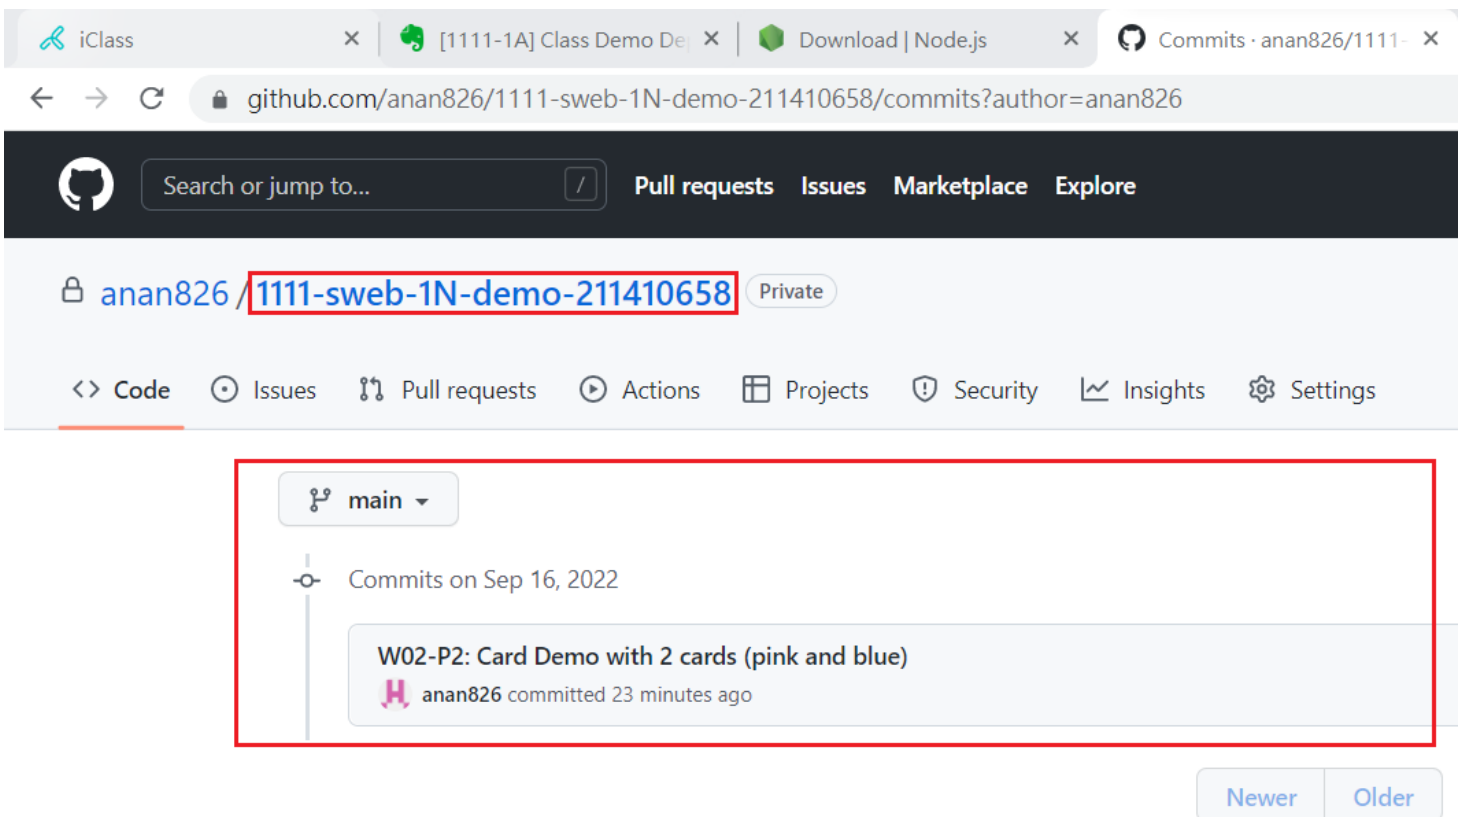 iClass
[1111-1A] Class Demo De
Download | Node.js
Commits · anan826/1111-
github.com/anan826/1111-sweb-1N-demo-211410658/commits?author=anan826
Search or jump to... /
Pull requests Issues Marketplace Explore
anan826 / 1111-sweb-1N-demo-211410658 Private
Code Issues Pull requests Actions Projects Security Insights Settings
main
Commits on Sep 16, 2022
W02-P2: Card Demo with 2 cards (pink and blue)
anan826 committed 23 minutes ago
Newer Older